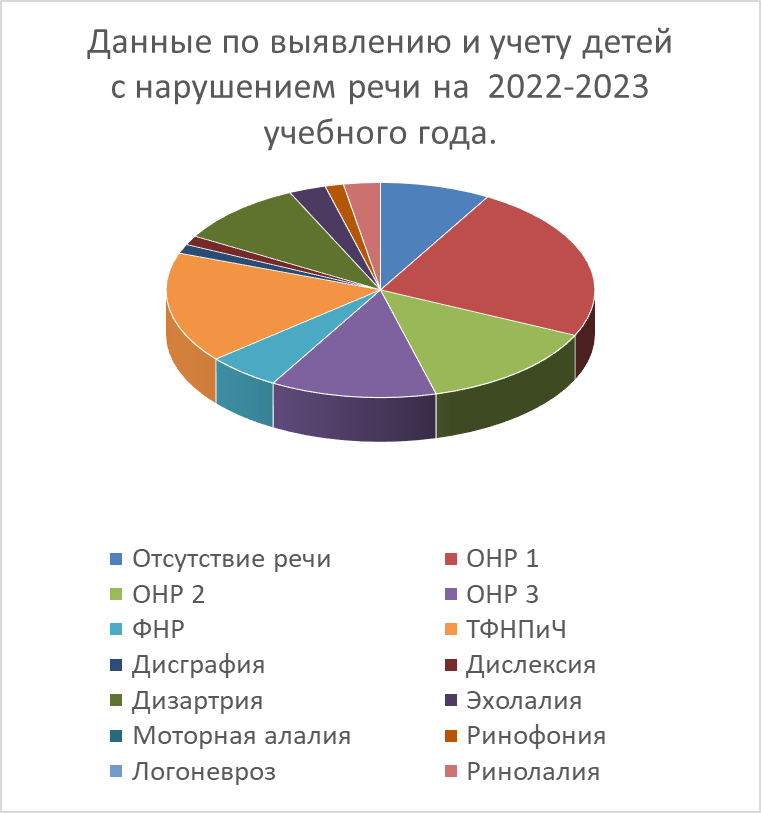 Данные по выявлению и учету детей
с нарушением речи на  2022-2023
учебного года.
Отсутствие речи
ОНР 1
ОНР 2
ОНР 3
ФНР
ТФНПиЧ
Дисграфия
Дислексия
Дизартрия
Эхолалия
Моторная алалия
Ринофония
Логоневроз
Ринолалия